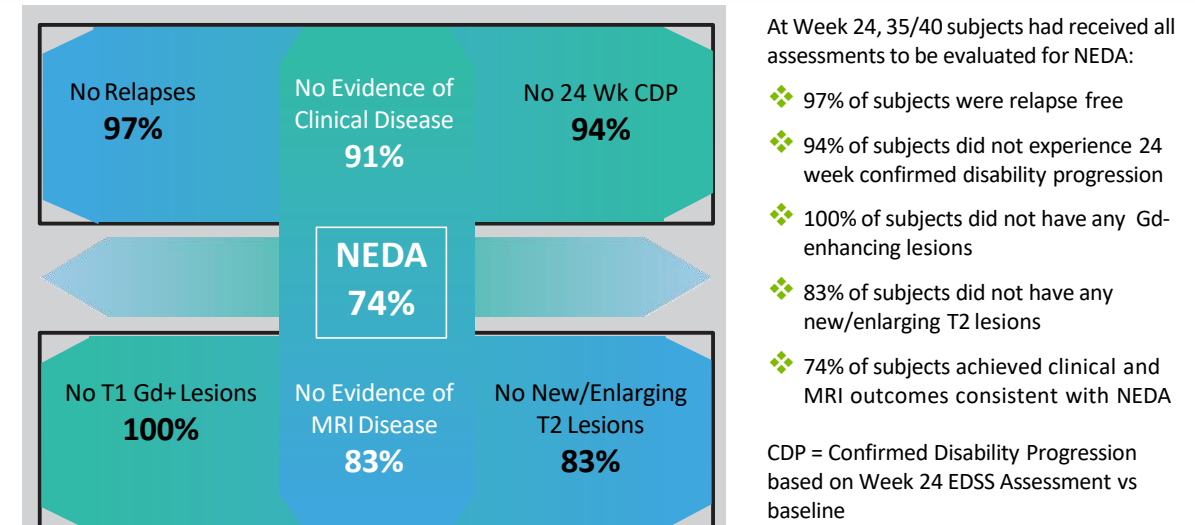 No Relapses
97%
No Evidence of
Clinical Disease
91%
No 24 Wk CDP
94%
NEDA
74%
No T1 Gd+ Lesions
100%
No Evidence of
MRI Disease
83%
No New/Enlarging
T2 Lesions
83%
At Week 24, 35/40 subjects had received all
assessments to be evaluated for NEDA:
97% of subjects were relapse free
94% of subjects did not experience 24
week confirmed disability progression
100% of subjects did not have any Gd-
enhancing lesions
83% of subjects did not have any
new/enlarging T2 lesions
74% of subjects achieved clinical and
MRI outcomes consistent with NEDA
CDP = Confirmed Disability Progression
based on Week 24 EDSS Assessment vs
baseline